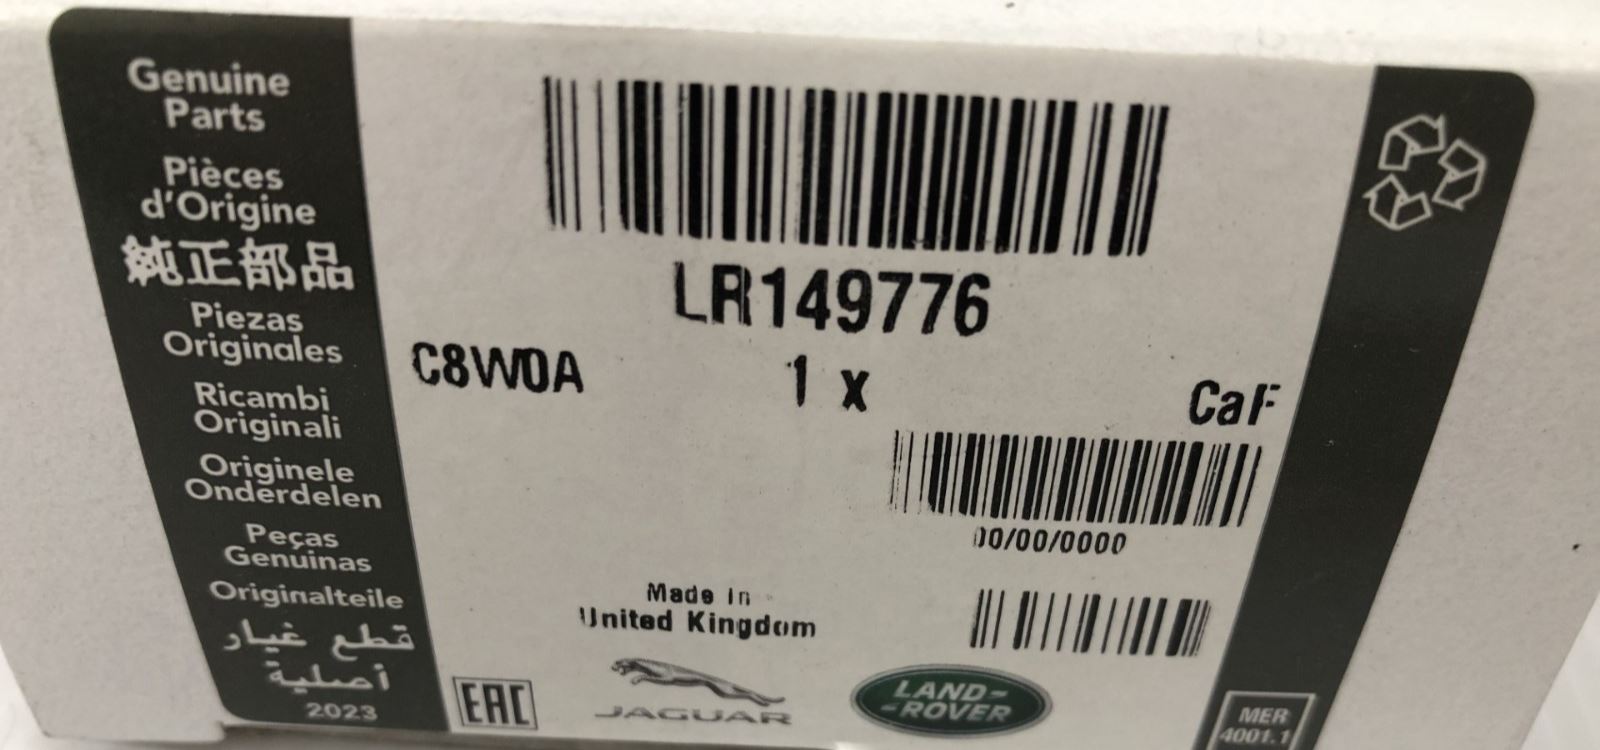 Genuine
Parts
Pièces
d'Origine
純正部品
Piezas
Originales
Ricambi
Originali
Originele
Onderdelen
Peças
Genuinas
Originalteile
قطع غيار
أصلية
2023
LR149776
C8W0A
1 x
CaF
00/00/0000
Made in
United Kingdom
EAC
JAGUAR
LAND-
-ROVER
MER
4001.1